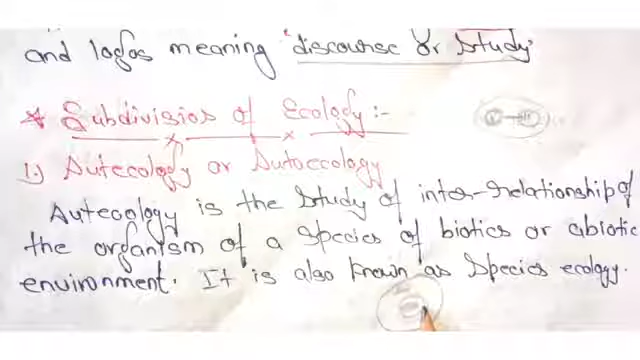 and logos meaning "discourse or study"
* Subdivisios of Ecology:-
1.) Autecology or Autoecology
Autecology is the study of inter-relationship of
the organism of a species of biotics or abiotic
environment. It is also known as species ecology.